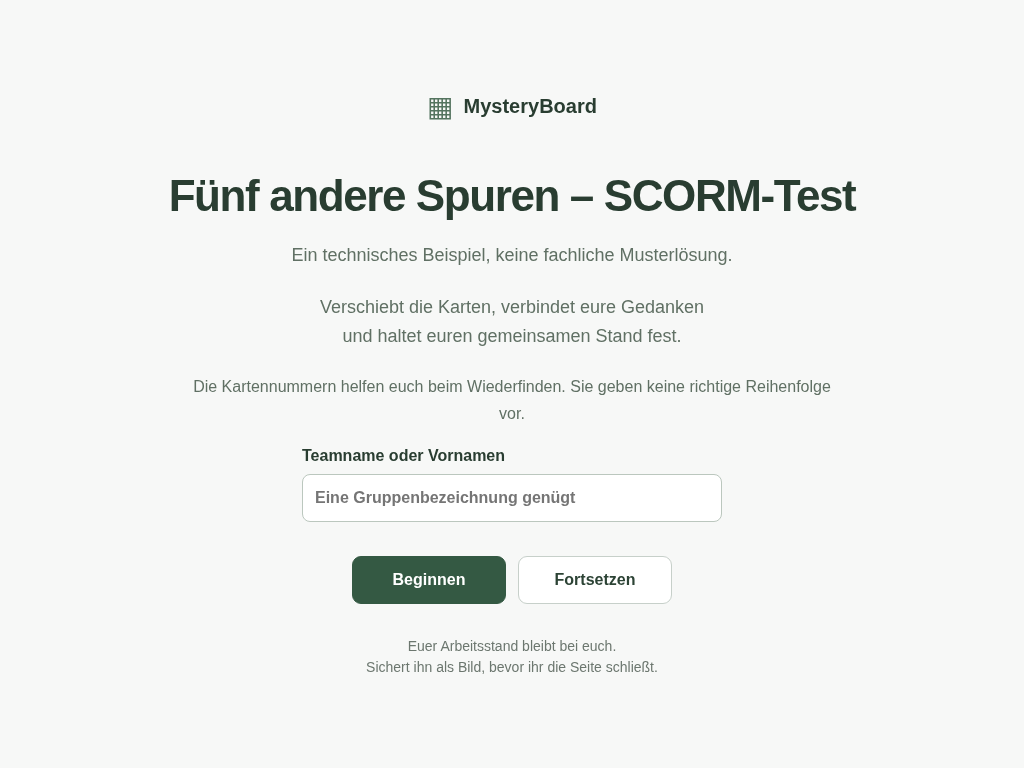 MysteryBoard
Fünf andere Spuren – SCORM-Test
Ein technisches Beispiel, keine fachliche Musterlösung.
Verschiebt die Karten, verbindet eure Gedanken
und haltet euren gemeinsamen Stand fest.
Die Kartennummern helfen euch beim Wiederfinden. Sie geben keine richtige Reihenfolge
vor.
Teamname oder Vornamen
Eine Gruppenbezeichnung genügt
Beginnen
Fortsetzen
Euer Arbeitsstand bleibt bei euch.
Sichert ihn als Bild, bevor ihr die Seite schließt.